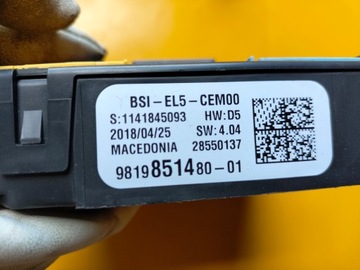 BSI-EL5-CEM00
S:1141845093 HW:D5
2018/04/25 SW:4.04
MACEDONIA 28550137
9819851480-01